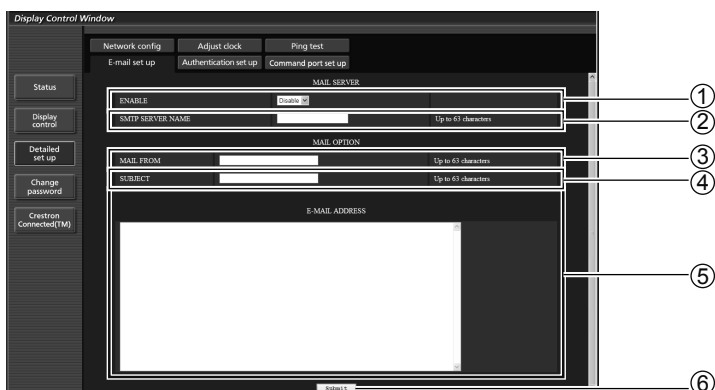 Display Control Window
Network config
Adjust clock
Ping test
E-mail set up
Authentication set up
Command port set up
Status
Display
control
Detailed
set up
Change
password
Crestron
Connected(TM)
MAIL SERVER
ENABLE
Disable
①
SMTP SERVER NAME
Up to 63 characters
②
MAIL OPTION
MAIL FROM
Up to 63 characters
③
SUBJECT
Up to 63 characters
④
E-MAIL ADDRESS
⑤
Submit
⑥